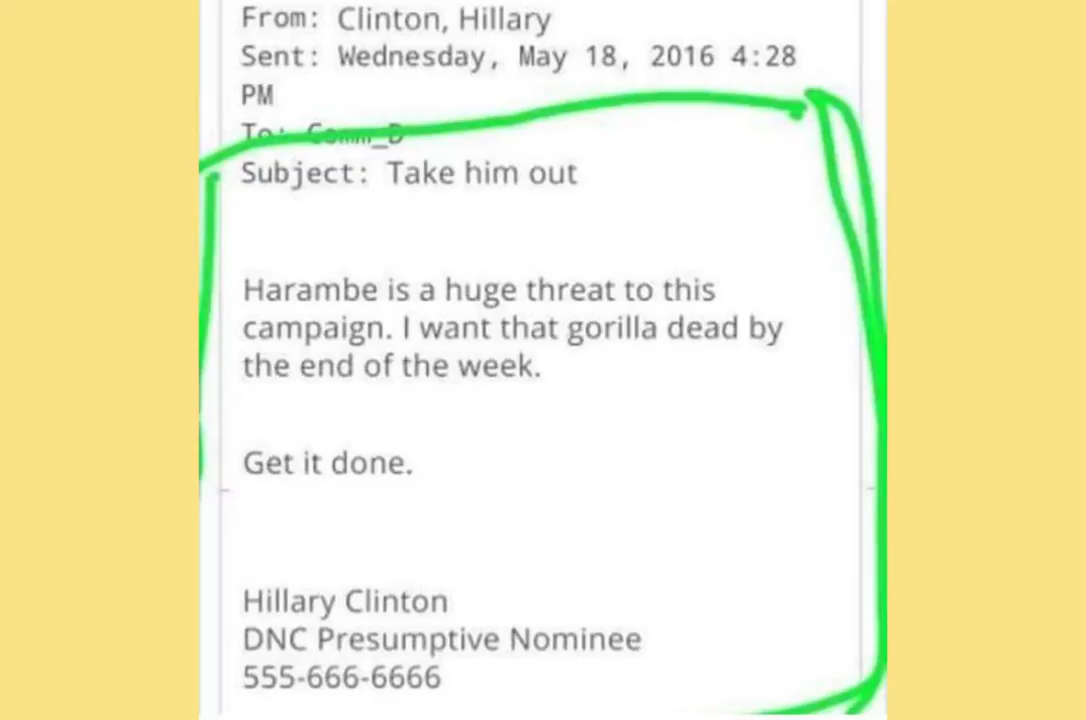 From: Clinton, Hillary
Sent: Wednesday, May 18, 2016 4:28
PM
To: Comm_D
Subject: Take him out
Harambe is a huge threat to this
campaign. I want that gorilla dead by
the end of the week.
Get it done.
Hillary Clinton
DNC Presumptive Nominee
555-666-6666